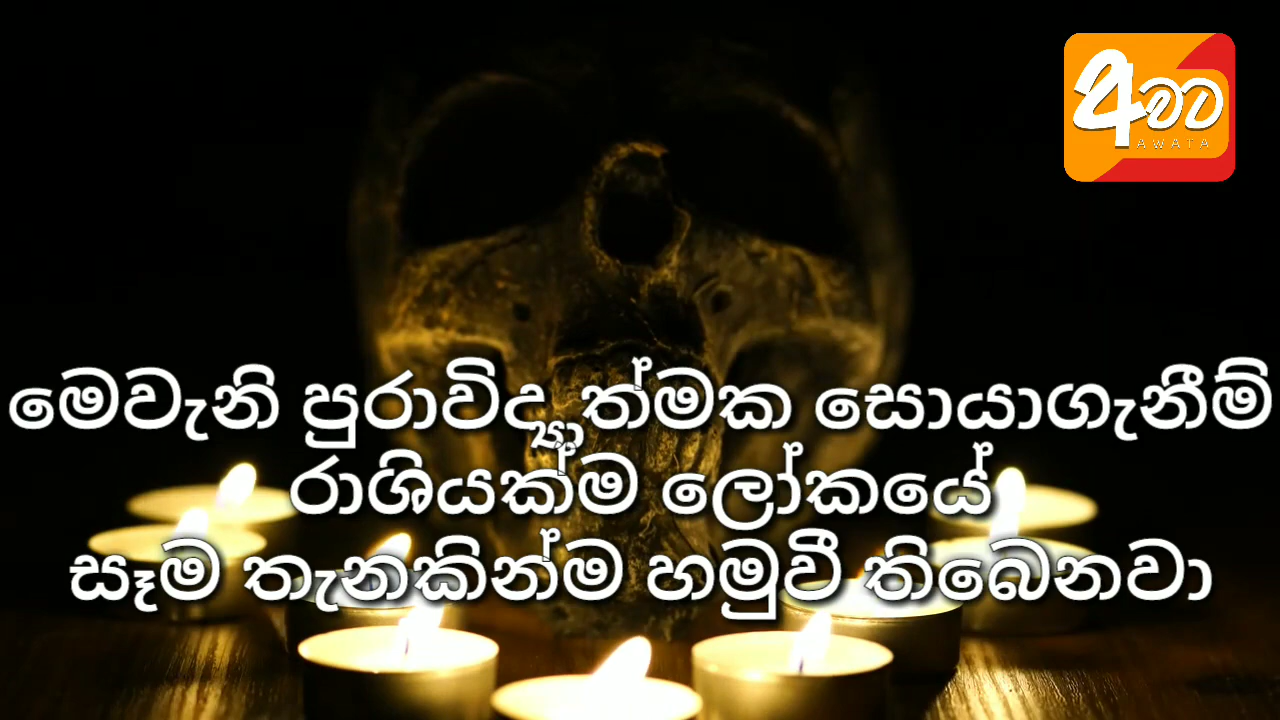 අවට
AWATA
මෙවැනි පුරාවිද්‍යාත්මක සොයාගැනීම්
රාශියක්ම ලෝකයේ
සෑම තැනකින්ම හමුවී තිබෙනවා